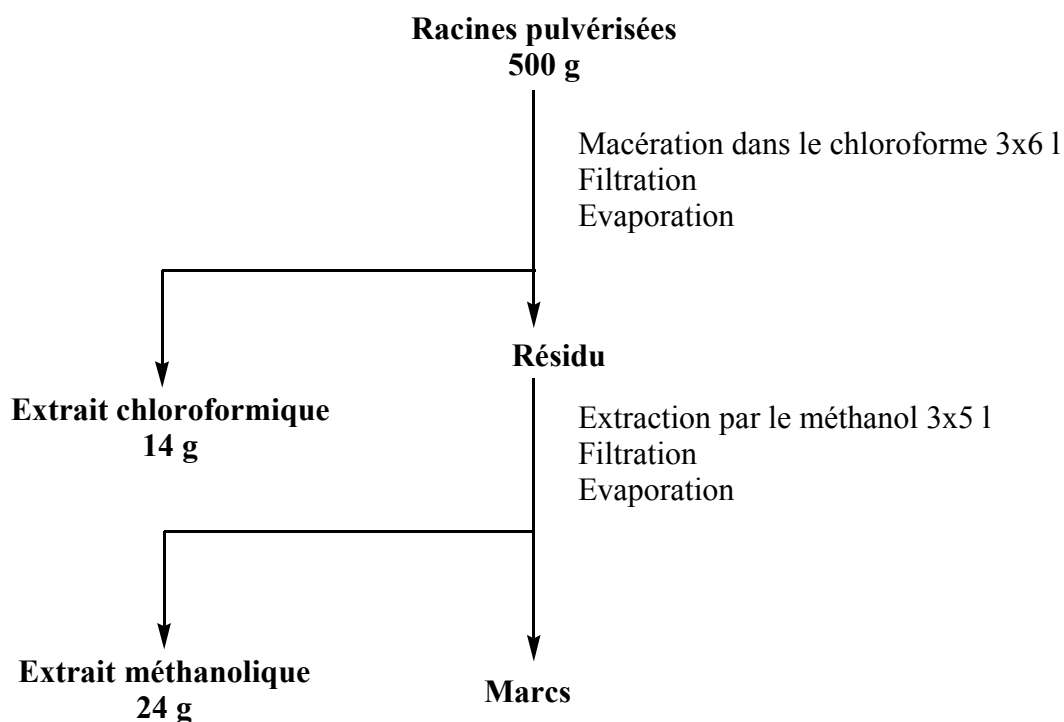 Racines pulvérisées
500 g
Macération dans le chloroforme 3x6 l
Filtration
Evaporation
Résidu
Extrait chloroformique
14 g
Extraction par le méthanol 3x5 l
Filtration
Evaporation
Extrait méthanolique
24 g
Marcs